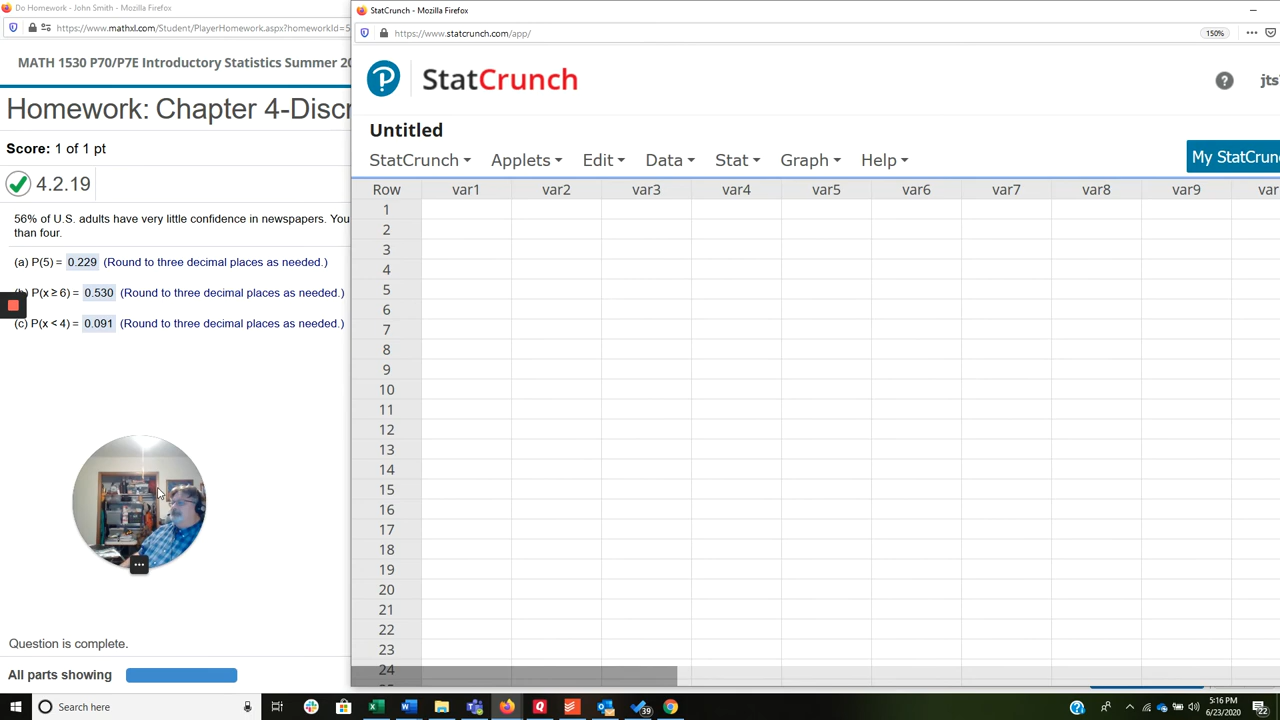 Do Homework - John Smith - Mozilla Firefox
https://www.mathxl.com/Student/PlayerHomework.aspx?homeworkId=5
MATH 1530 P70/P7E Introductory Statistics Summer 20
Homework: Chapter 4-Discr
Score: 1 of 1 pt
4.2.19
56% of U.S. adults have very little confidence in newspapers. You
than four.
(a) P(5) = 0.229 (Round to three decimal places as needed.)
(b) P(x ≥ 6) = 0.530 (Round to three decimal places as needed.)
(c) P(x < 4) = 0.091 (Round to three decimal places as needed.)
Question is complete.
All parts showing
StatCrunch - Mozilla Firefox
https://www.statcrunch.com/app/
150%
StatCrunch
jts
Untitled
StatCrunch Applets Edit Data Stat Graph Help
My StatCrun
Row var1 var2 var3 var4 var5 var6 var7 var8 var9 var
1
2
3
4
5
6
7
8
9
10
11
12
13
14
15
16
17
18
19
20
21
22
23
24
Search here
39
5:16 PM
6/23/2020
22